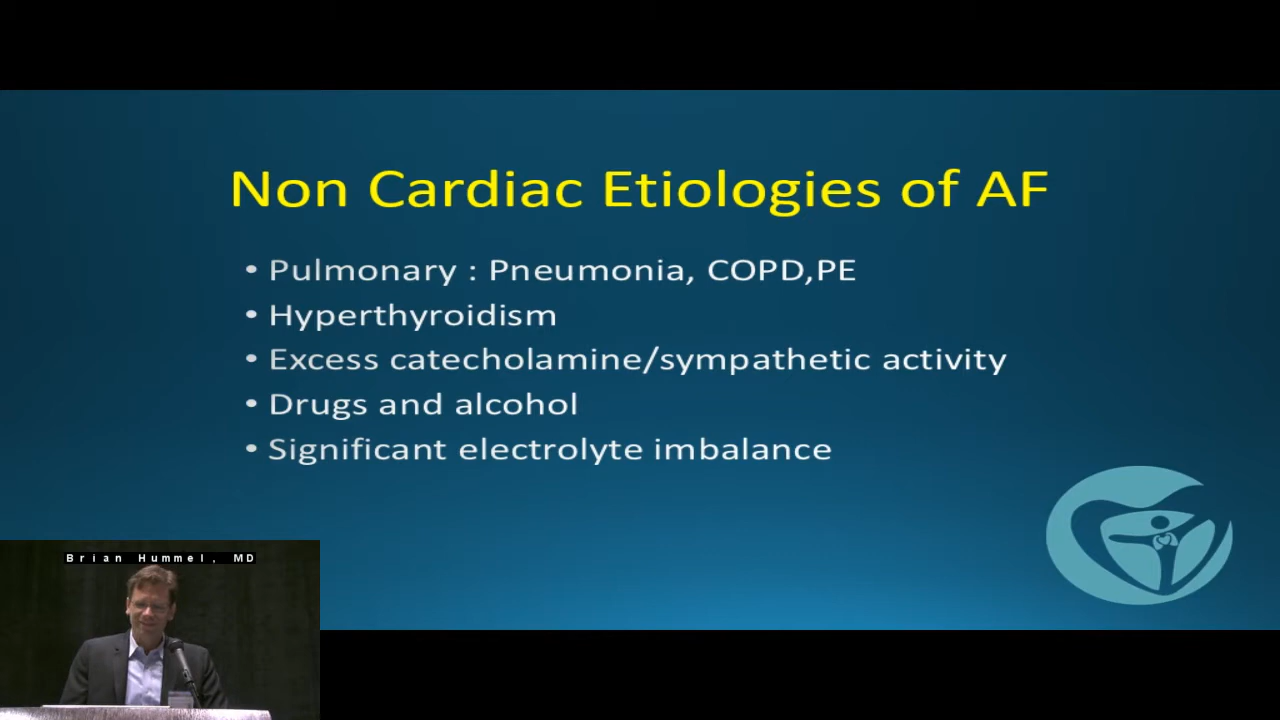 Non Cardiac Etiologies of AF
• Pulmonary : Pneumonia, COPD,PE
• Hyperthyroidism
• Excess catecholamine/sympathetic activity
• Drugs and alcohol
• Significant electrolyte imbalance
Brian Hummel, MD